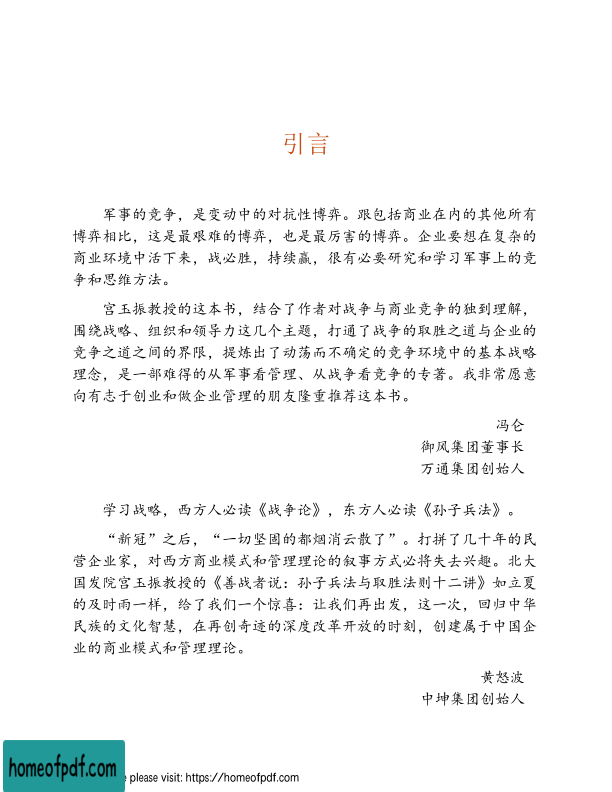 引言
军事的竞争，是变动中的对抗性博弈。跟包括商业在内的其他所有
博弈相比，这是最艰难的博弈，也是最厉害的博弈。企业要想在复杂的
商业环境中活下来，战必胜，持续赢，很有必要研究和学习军事上的竞
争和思维方法。
宫玉振教授的这本书，结合了作者对战争与商业竞争的独到理解，
围绕战略、组织和领导力这几个主题，打通了战争的取胜之道与企业的
竞争之道之间的界限，提炼出了动荡而不确定的竞争环境中的基本战略
理念，是一部难得的从军事看管理、从战争看竞争的专著。我非常愿意
向有志于创业和做企业管理的朋友隆重推荐这本书。
冯仑
御风集团董事长
万通集团创始人
学习战略，西方人必读《战争论》，东方人必读《孙子兵法》。
“新冠”之后，“一切坚固的都烟消云散了”。打拼了几十年的民
营企业家，对西方商业模式和管理理论的叙事方式必将失去兴趣。北大
国发院宫玉振教授的《善战者说：孙子兵法与取胜法则十二讲》如立夏
的及时雨一样，给了我们一个惊喜：让我们再出发，这一次，回归中华
民族的文化智慧，在再创奇迹的深度改革开放的时刻，创建属于中国企
业的商业模式和管理理论。
黄怒波
中坤集团创始人
homeofpdf.com
e please visit: https://homeofpdf.com